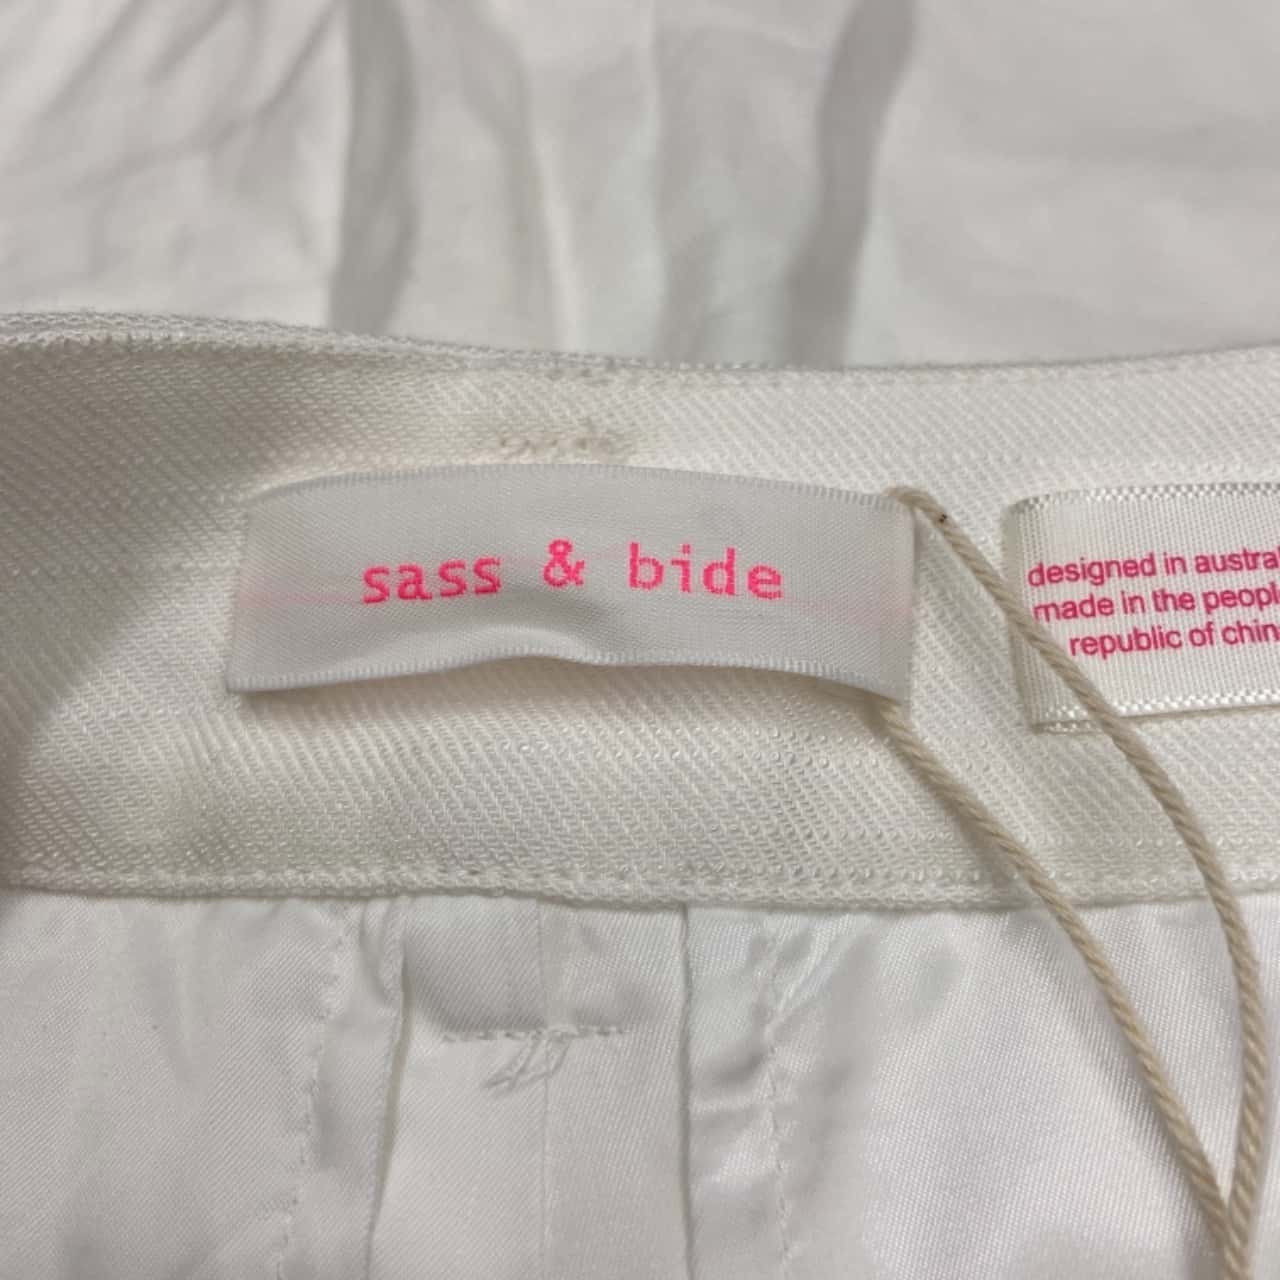 sass & bide
designed in
made in the
republic of